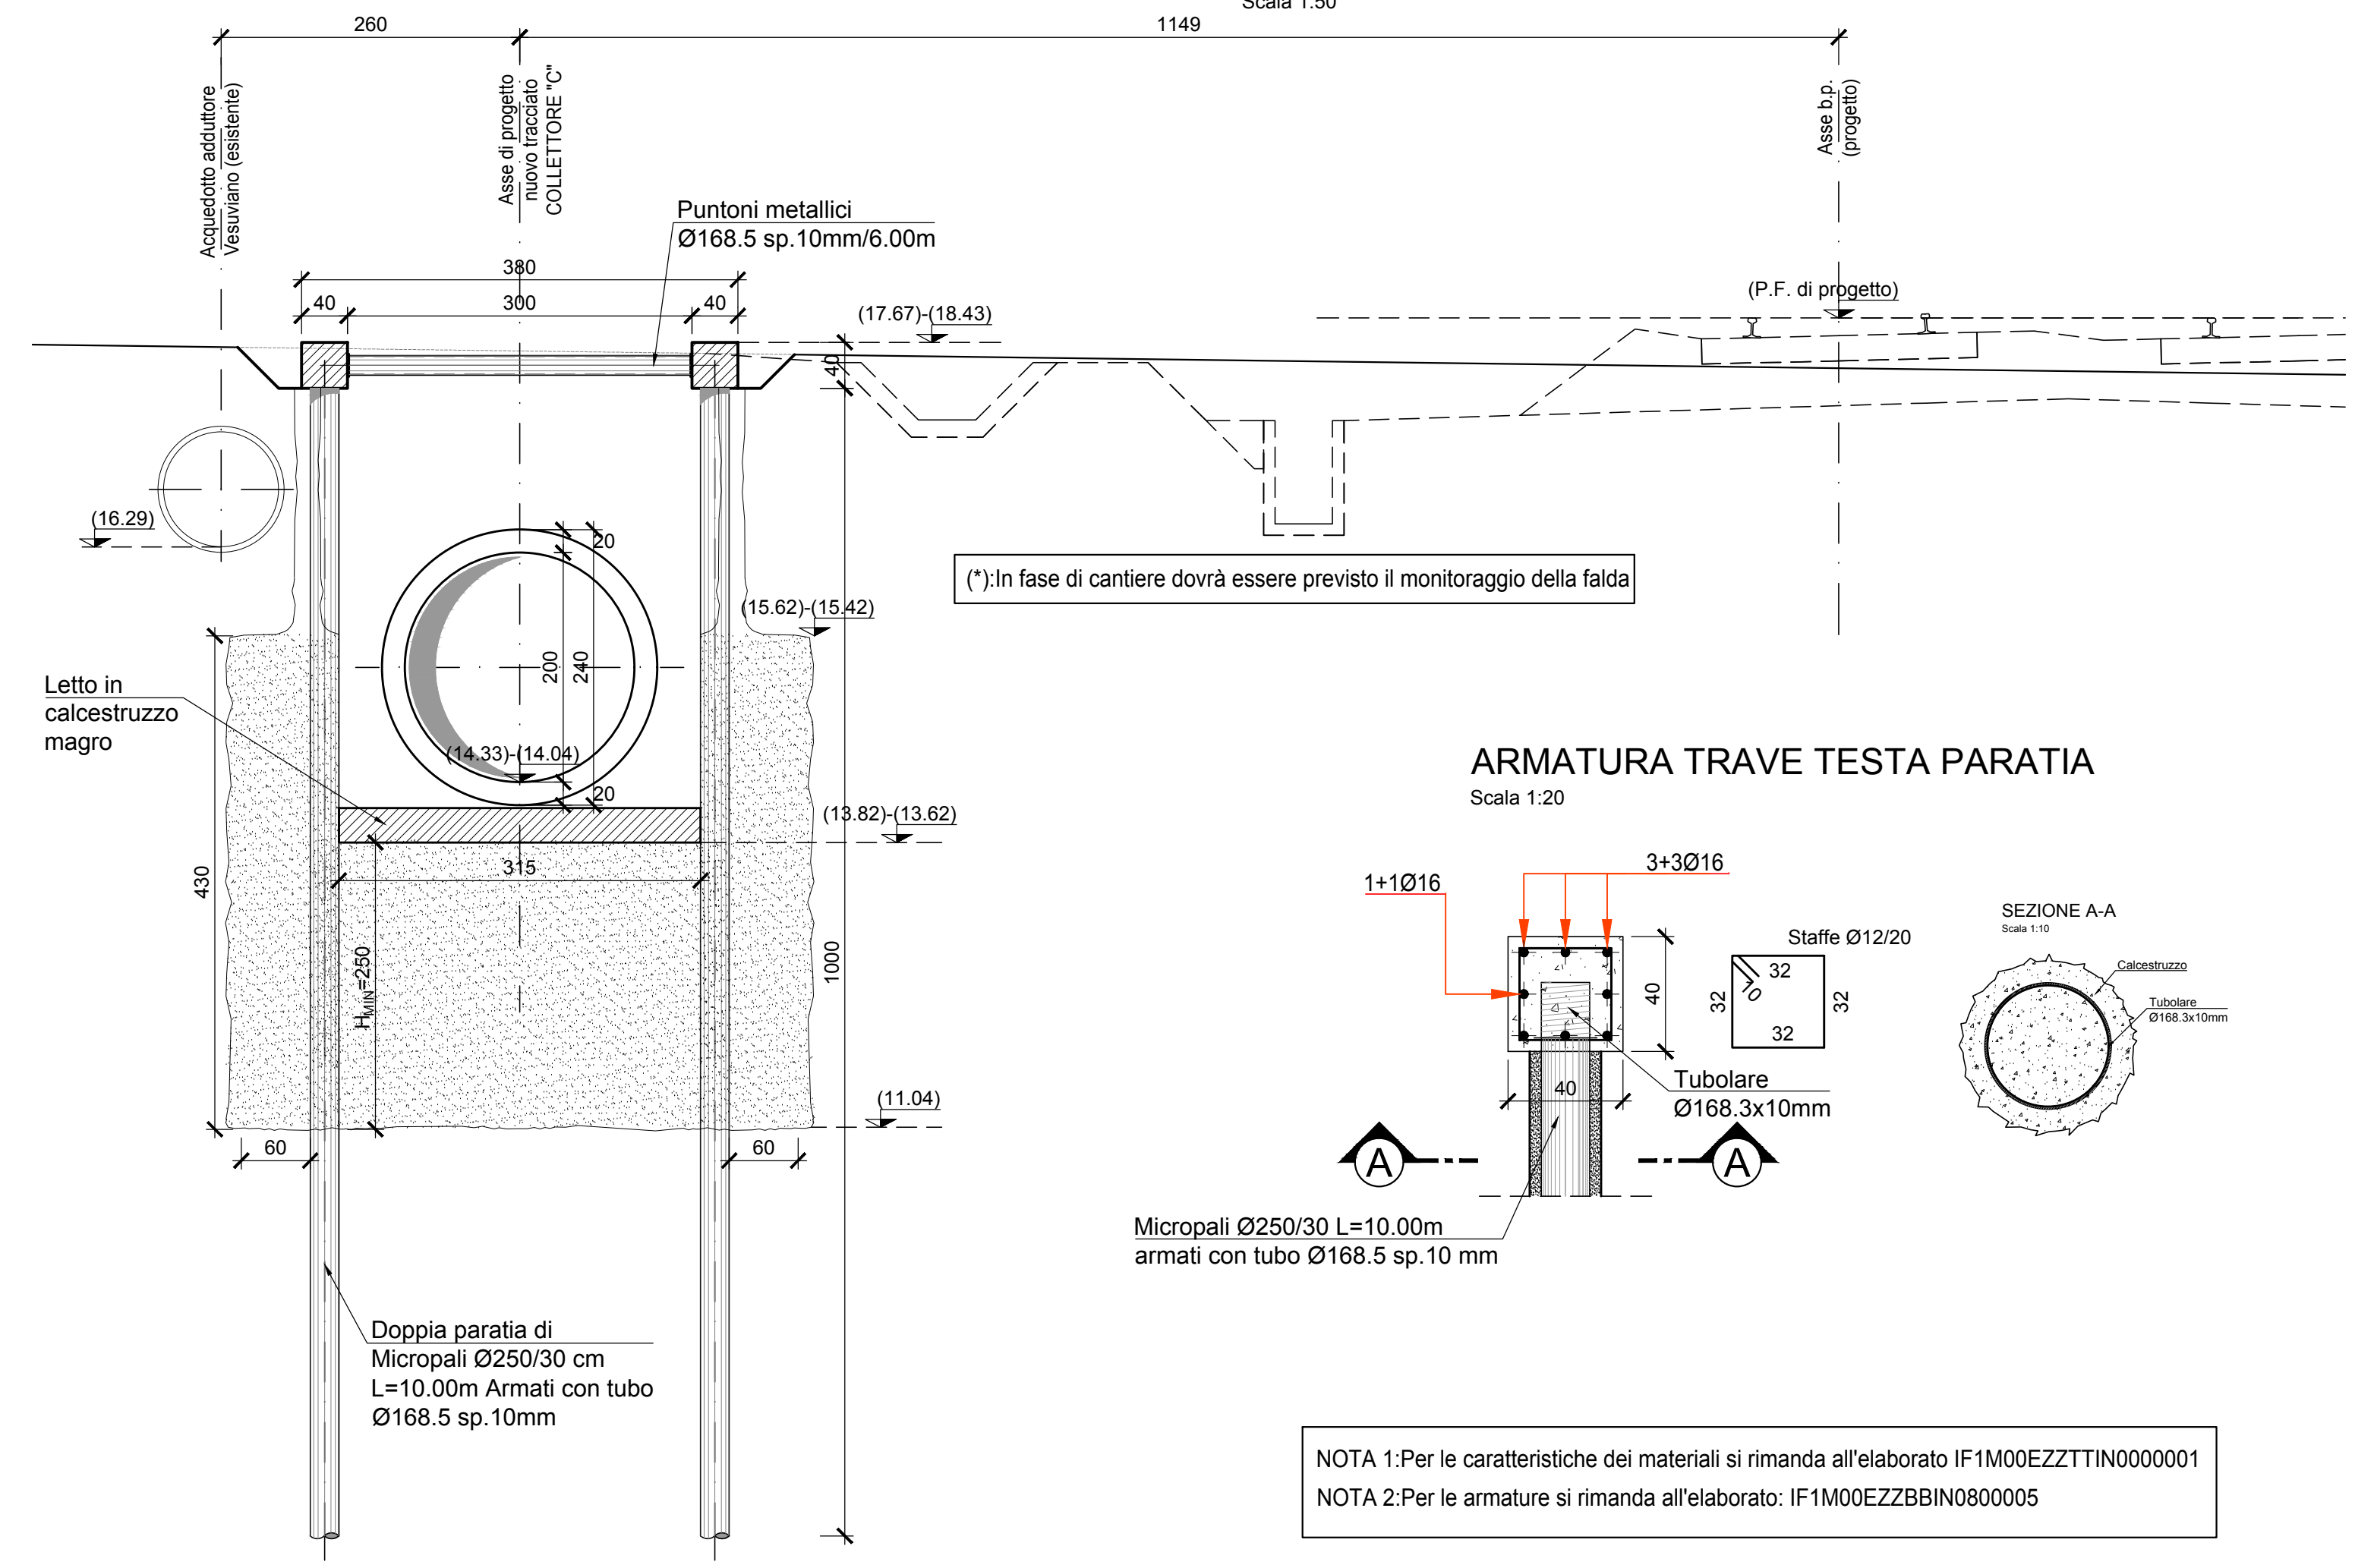 Scala 1:50
260
1149
Acquedotto adduttore
Vesuviano (esistente)
Asse di progetto
nuovo tracciato
COLLETTORE "C"
Asse b.p.
(progetto)
Puntoni metallici
Ø168.5 sp.10mm/6.00m
380
40
300
40
(17.67)-(18.43)
(P.F. di progetto)
40
(16.29)
20
(*):In fase di cantiere dovrà essere previsto il monitoraggio della falda
(15.62)-(15.42)
200
240
Letto in
calcestruzzo
magro
(14.33)-(14.04)
20
(13.82)-(13.62)
430
315
HMIN=250
1000
(11.04)
60
60
Doppia paratia di
Micropali Ø250/30 cm
L=10.00m Armati con tubo
Ø168.5 sp.10mm
ARMATURA TRAVE TESTA PARATIA
Scala 1:20
3+3Ø16
1+1Ø16
40
40
Staffe Ø12/20
32
10
32
32
32
SEZIONE A-A
Scala 1:10
Calcestruzzo
Tubolare
Ø168.3x10mm
Tubolare
Ø168.3x10mm
A
A
Micropali Ø250/30 L=10.00m
armati con tubo Ø168.5 sp.10 mm
NOTA 1:Per le caratteristiche dei materiali si rimanda all'elaborato IF1M00EZZTTIN0000001
NOTA 2:Per le armature si rimanda all'elaborato: IF1M00EZZBBIN0800005